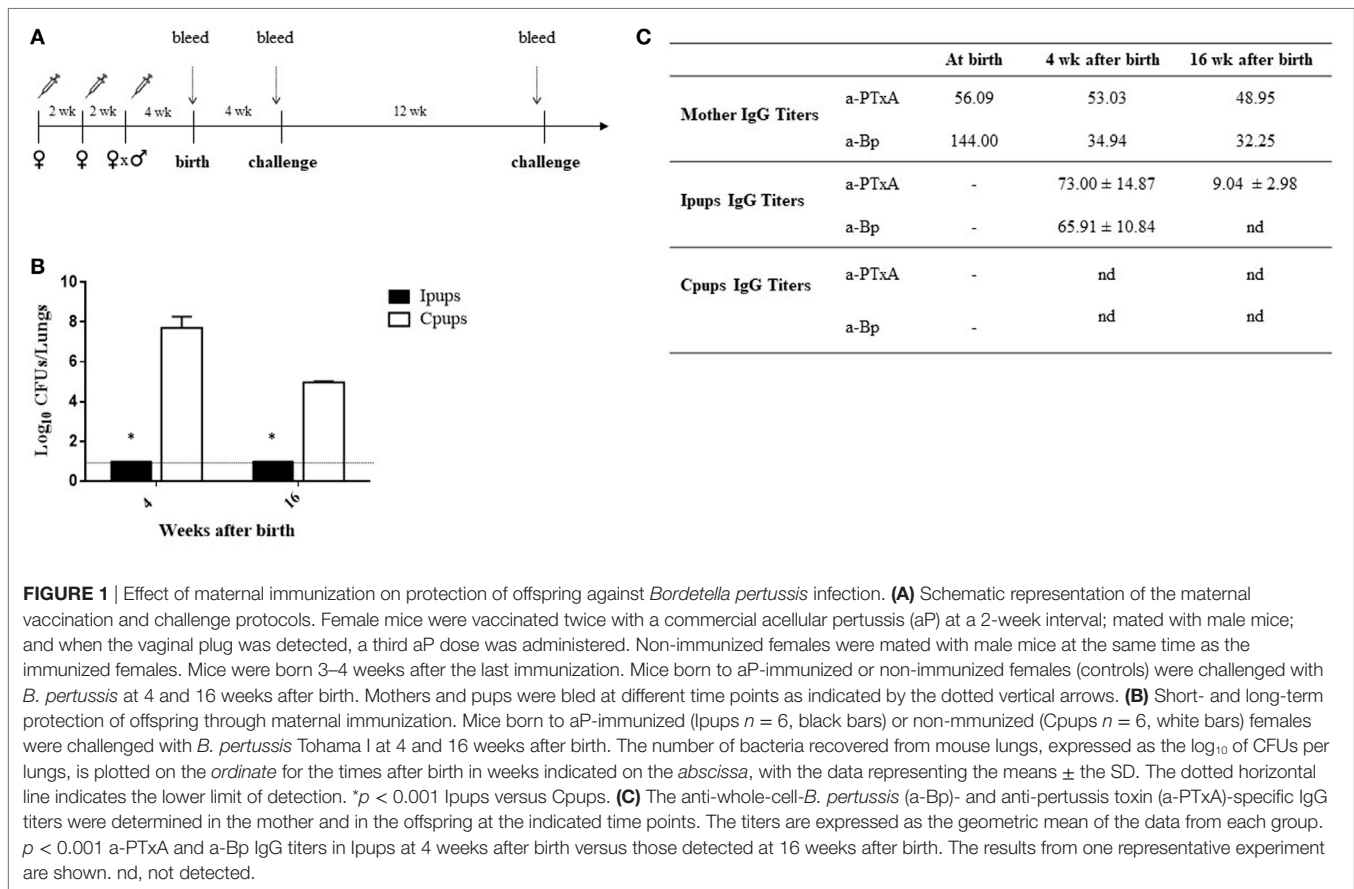 A
bleed bleed bleed
2 wk 2 wk 4 wk 4 wk 12 wk
♀ ♀ ♀x♂ birth challenge challenge
B
10
8
6
4
2
0
Log10 CFUs/Lungs
Ipups
Cpups
* *
4 16
Weeks after birth
C
At birth 4 wk after birth 16 wk after birth
Mother IgG Titers
a-PTxA 56.09 53.03 48.95
a-Bp 144.00 34.94 32.25
Ipups IgG Titers
a-PTxA - 73.00 ± 14.87 9.04 ± 2.98
a-Bp - 65.91 ± 10.84 nd
Cpups IgG Titers
a-PTxA - nd nd
a-Bp - nd nd
FIGURE 1 | Effect of maternal immunization on protection of offspring against Bordetella pertussis infection. (A) Schematic representation of the maternal
vaccination and challenge protocols. Female mice were vaccinated twice with a commercial acellular pertussis (aP) at a 2-week interval; mated with male mice;
and when the vaginal plug was detected, a third aP dose was administered. Non-immunized females were mated with male mice at the same time as the
immunized females. Mice were born 3–4 weeks after the last immunization. Mice born to aP-immunized or non-immunized females (controls) were challenged with
B. pertussis at 4 and 16 weeks after birth. Mothers and pups were bled at different time points as indicated by the dotted vertical arrows. (B) Short- and long-term
protection of offspring through maternal immunization. Mice born to aP-immunized (Ipups n = 6, black bars) or non-mmunized (Cpups n = 6, white bars) females
were challenged with B. pertussis Tohama I at 4 and 16 weeks after birth. The number of bacteria recovered from mouse lungs, expressed as the log10 of CFUs per
lungs, is plotted on the ordinate for the times after birth in weeks indicated on the abscissa, with the data representing the means ± the SD. The dotted horizontal
line indicates the lower limit of detection. *p < 0.001 Ipups versus Cpups. (C) The anti-whole-cell-B. pertussis (a-Bp)- and anti-pertussis toxin (a-PTxA)-specific IgG
titers were determined in the mother and in the offspring at the indicated time points. The titers are expressed as the geometric mean of the data from each group.
p < 0.001 a-PTxA and a-Bp IgG titers in Ipups at 4 weeks after birth versus those detected at 16 weeks after birth. The results from one representative experiment
are shown. nd, not detected.